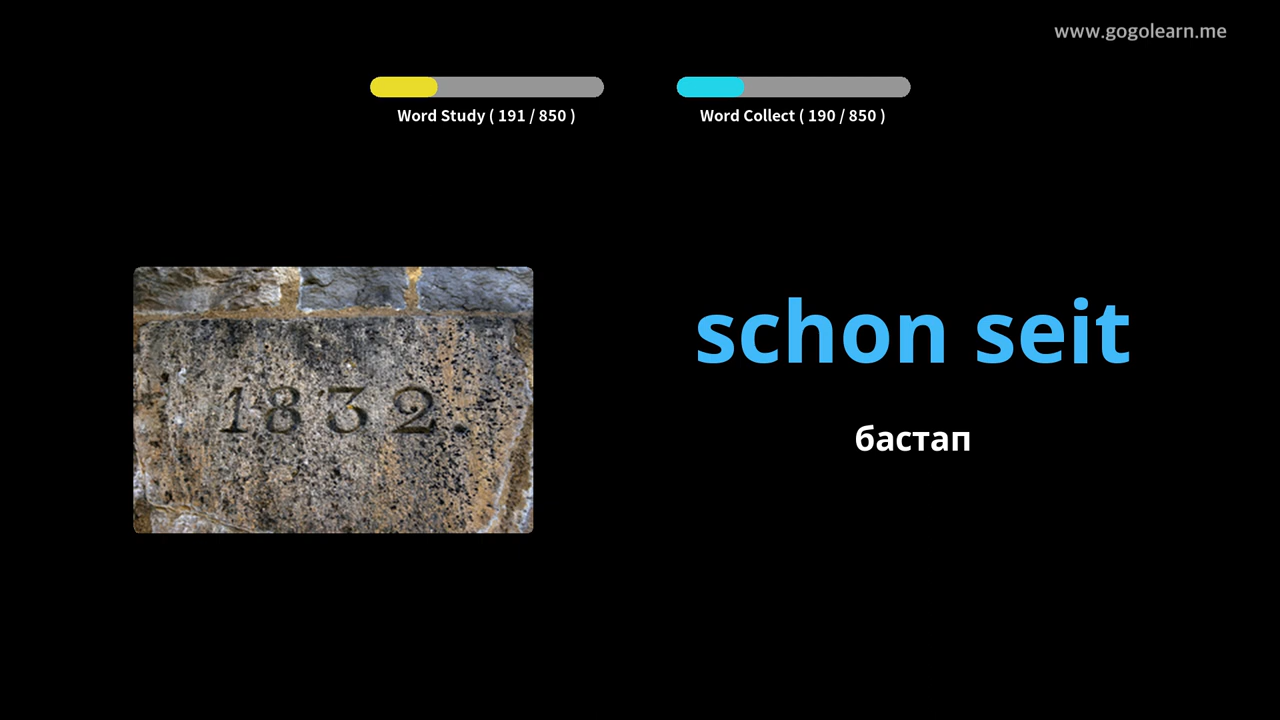 www.gogolearn.me
Word Study ( 191 / 850 )
Word Collect ( 190 / 850 )
1832.
schon seit
бастап